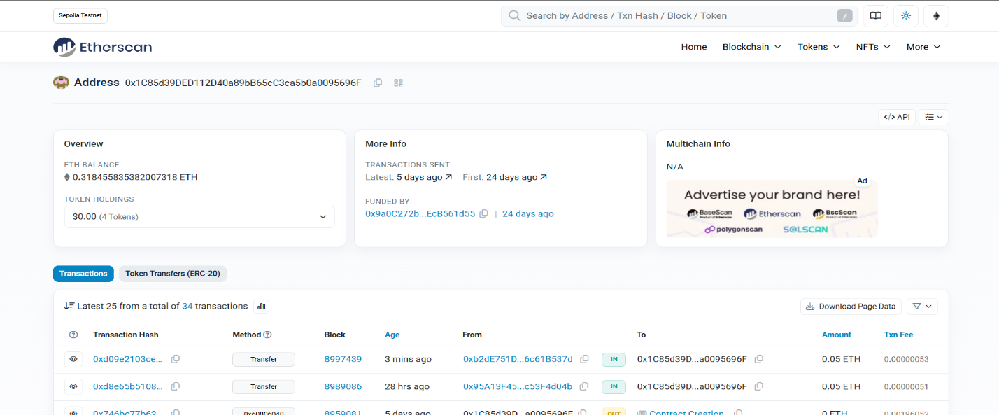 Sepolia Testnet
Search by Address / Txn Hash / Block / Token /
Etherscan
Home Blockchain Tokens NFTs More
Address 0x1C85d39DED112D40a89bB65cC3ca5b0a0095696F
</> API
Overview
ETH BALANCE
0.318455835382007318 ETH
TOKEN HOLDINGS
$0.00 (4 Tokens)
More Info
TRANSACTIONS SENT
Latest: 5 days ago First: 24 days ago
FUNDED BY
0x9a0C272b...EcB561d55 | 24 days ago
Multichain Info
N/A
Ad
Advertise your brand here!
BaseScan Etherscan BscScan
polygonscan SOLSCAN
Transactions Token Transfers (ERC-20)
Latest 25 from a total of 34 transactions
Download Page Data
Transaction Hash Method Block Age From To Amount Txn Fee
0xd09e2103ce... Transfer 8997439 3 mins ago 0xb2dE751D...6c61B537d IN 0x1C85d39D...a0095696F 0.05 ETH 0.00000053
0xd8e65b5108... Transfer 8989086 28 hrs ago 0x95A13F45...c53F4d04b IN 0x1C85d39D...a0095696F 0.05 ETH 0.00000051
0x746bc77b62... 0x60806040 8959081 5 days ago 0x1C85d39D...a0095696F OUT Contract Creation 0 ETH 0.00196052